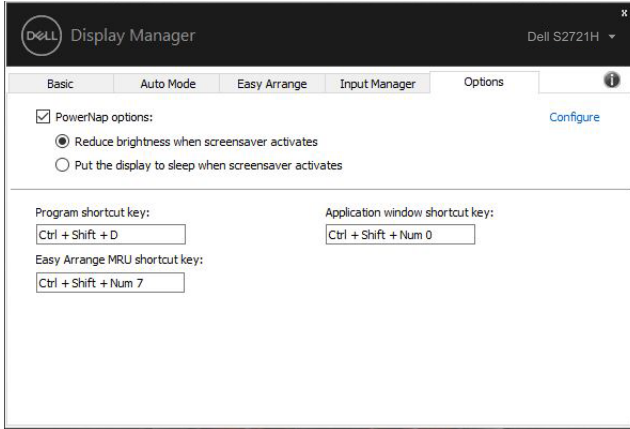 x
DELL Display Manager
Dell S2721H
Basic Auto Mode Easy Arrange Input Manager Options i
PowerNap options: Configure
Reduce brightness when screensaver activates
Put the display to sleep when screensaver activates
Program shortcut key: Application window shortcut key:
Ctrl + Shift + D Ctrl + Shift + Num 0
Easy Arrange MRU shortcut key:
Ctrl + Shift + Num 7